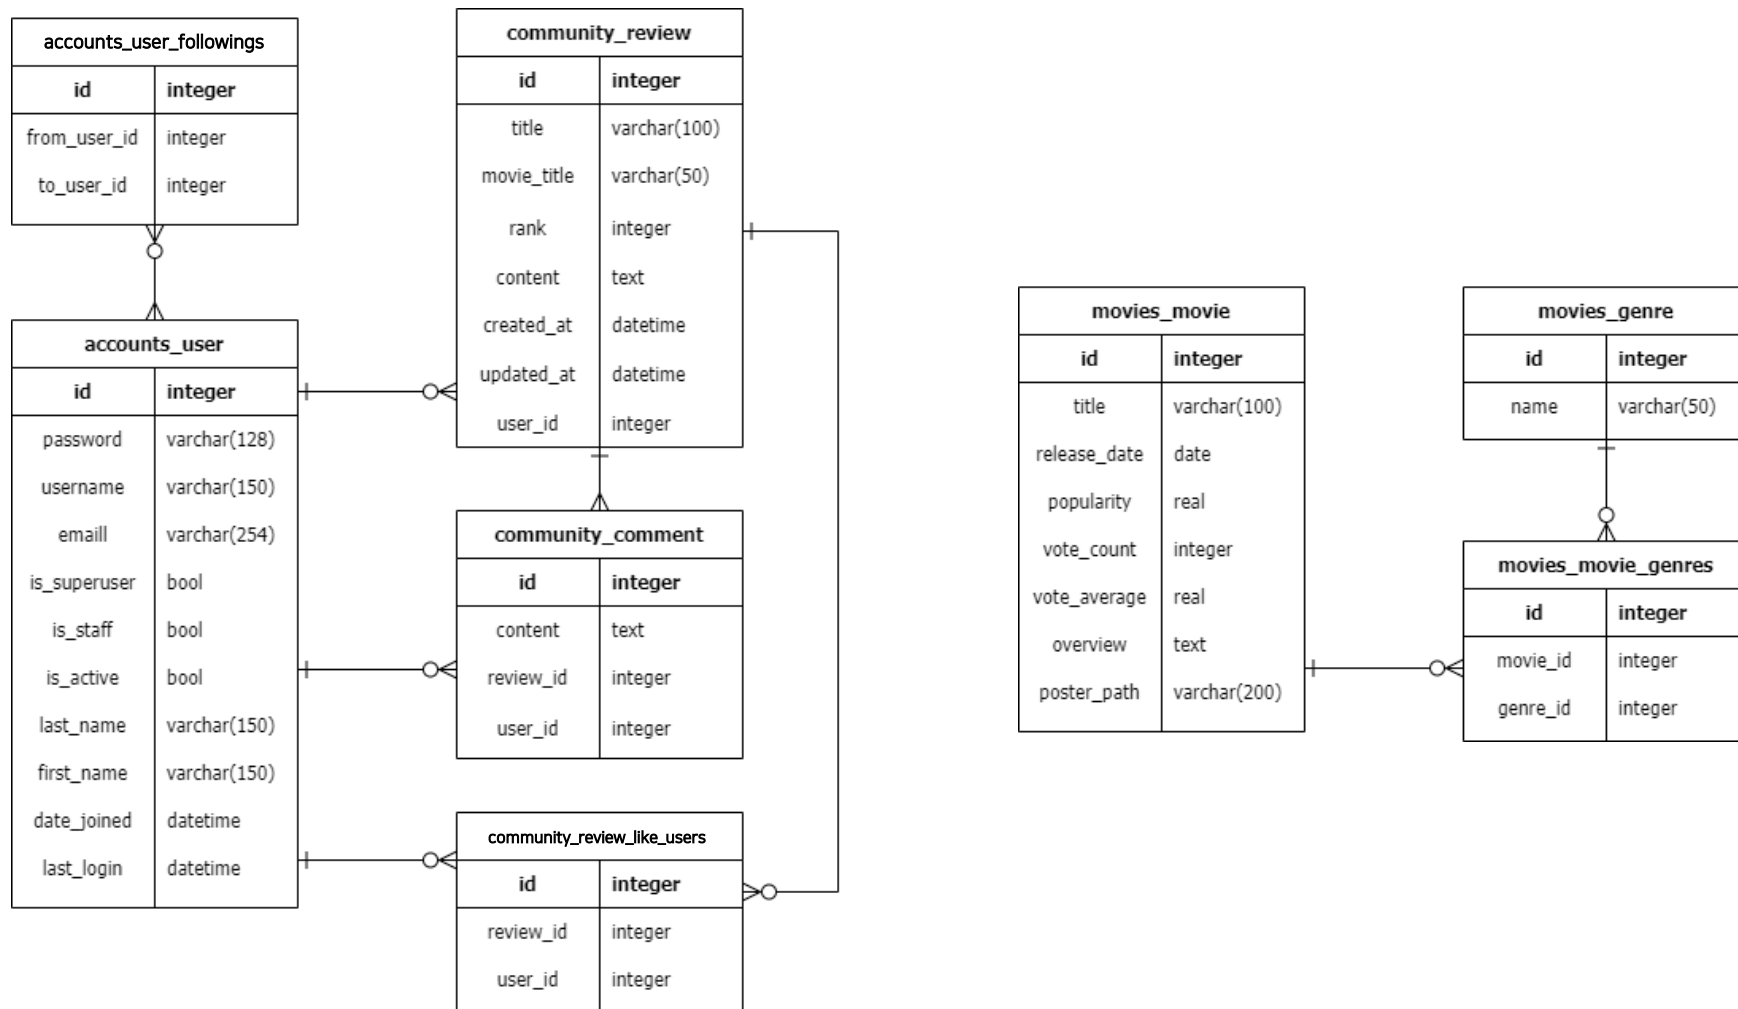 accounts_user_followings
id integer
from_user_id integer
to_user_id integer
accounts_user
id integer
password varchar(128)
username varchar(150)
emaill varchar(254)
is_superuser bool
is_staff bool
is_active bool
last_name varchar(150)
first_name varchar(150)
date_joined datetime
last_login datetime
community_review
id integer
title varchar(100)
movie_title varchar(50)
rank integer
content text
created_at datetime
updated_at datetime
user_id integer
community_comment
id integer
content text
review_id integer
user_id integer
community_review_like_users
id integer
review_id integer
user_id integer
movies_movie
id integer
title varchar(100)
release_date date
popularity real
vote_count integer
vote_average real
overview text
poster_path varchar(200)
movies_genre
id integer
name varchar(50)
movies_movie_genres
id integer
movie_id integer
genre_id integer